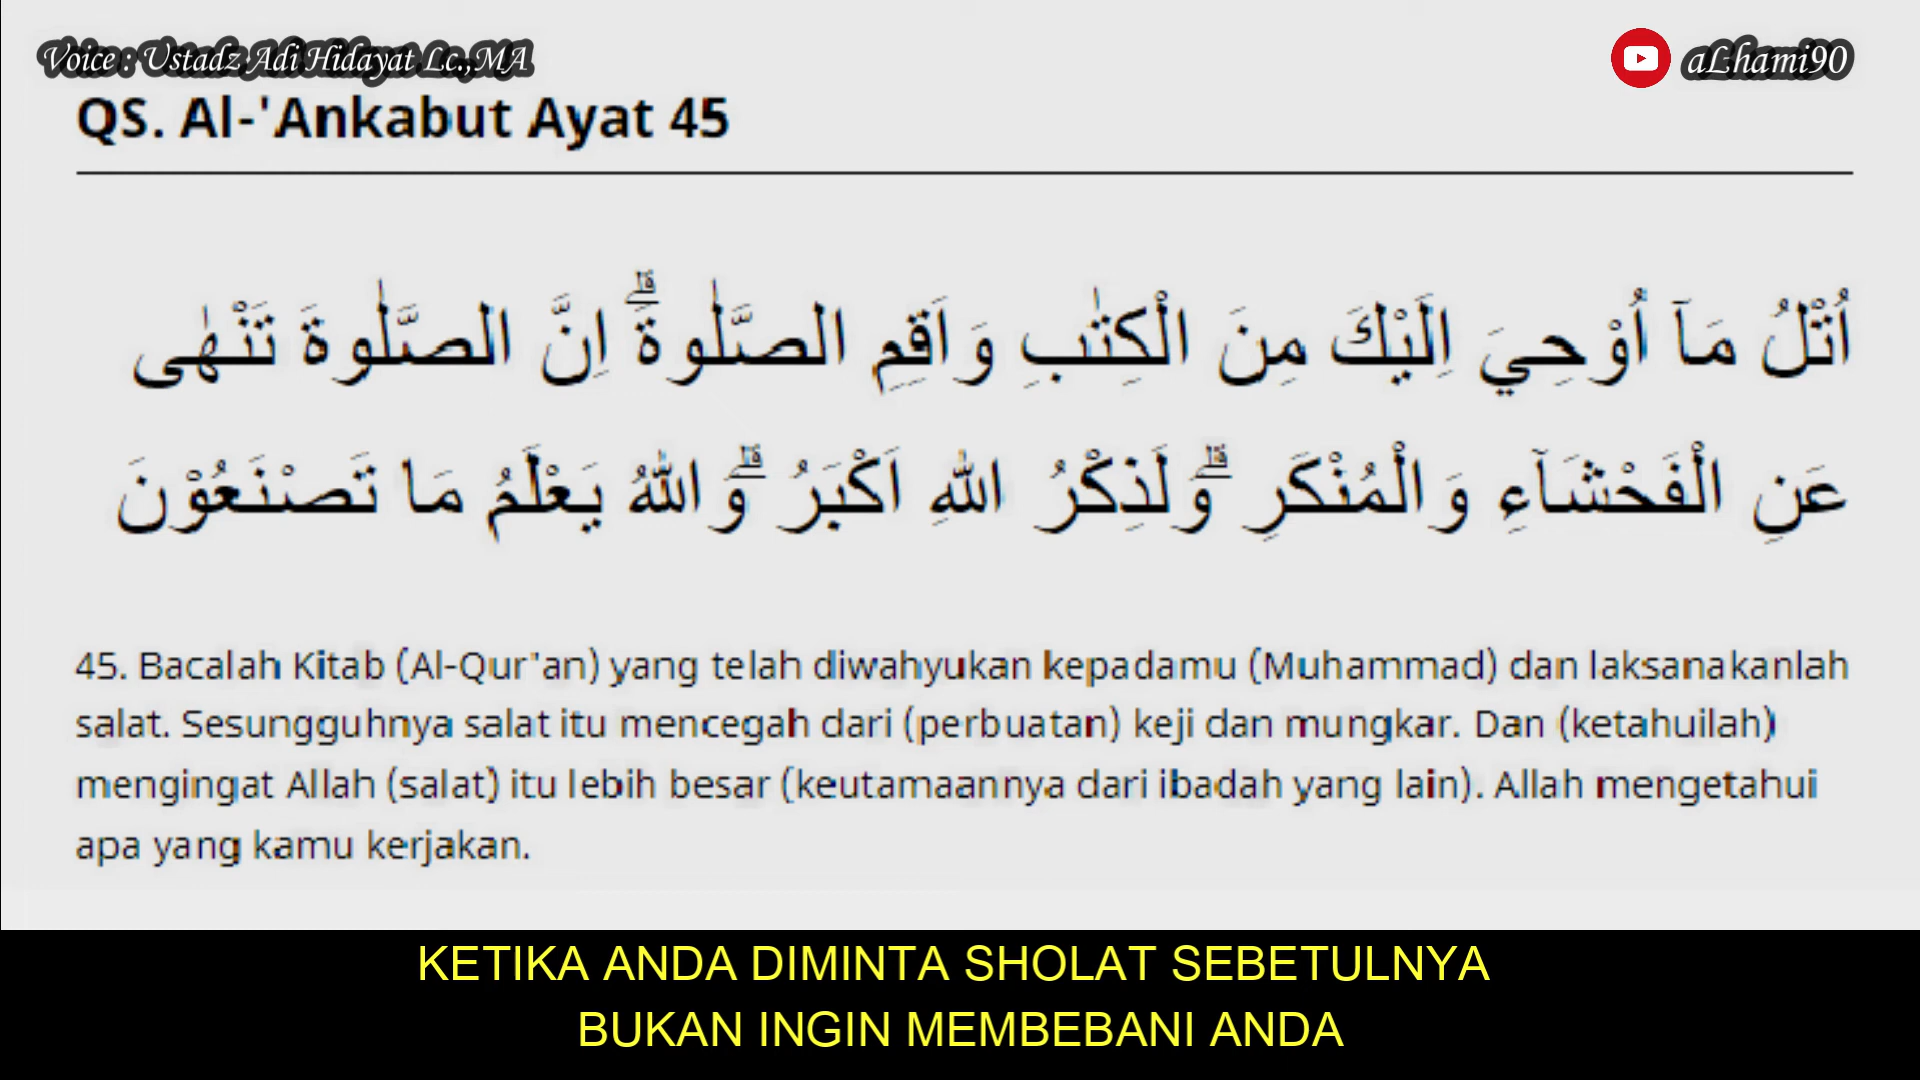 Voice : Ustadz Adi Hidayat Lc.,MA
aL-hami90
QS. Al-'Ankabut Ayat 45
اُتْلُ مَآ اُوْحِيَ اِلَيْكَ مِنَ الْكِتٰبِ وَاَقِمِ الصَّلٰوةَۗ اِنَّ الصَّلٰوةَ تَنْهٰى
عَنِ الْفَحْشَآءِ وَالْمُنْكَرِ ۗوَلَذِكْرُ اللّٰهِ اَكْبَرُ ۗوَاللّٰهُ يَعْلَمُ مَا تَصْنَعُوْنَ
45. Bacalah Kitab (Al-Qur'an) yang telah diwahyukan kepadamu (Muhammad) dan laksanakanlah
salat. Sesungguhnya salat itu mencegah dari (perbuatan) keji dan mungkar. Dan (ketahuilah)
mengingat Allah (salat) itu lebih besar (keutamaannya dari ibadah yang lain). Allah mengetahui
apa yang kamu kerjakan.
KETIKA ANDA DIMINTA SHOLAT SEBETULNYA
BUKAN INGIN MEMBEBANI ANDA